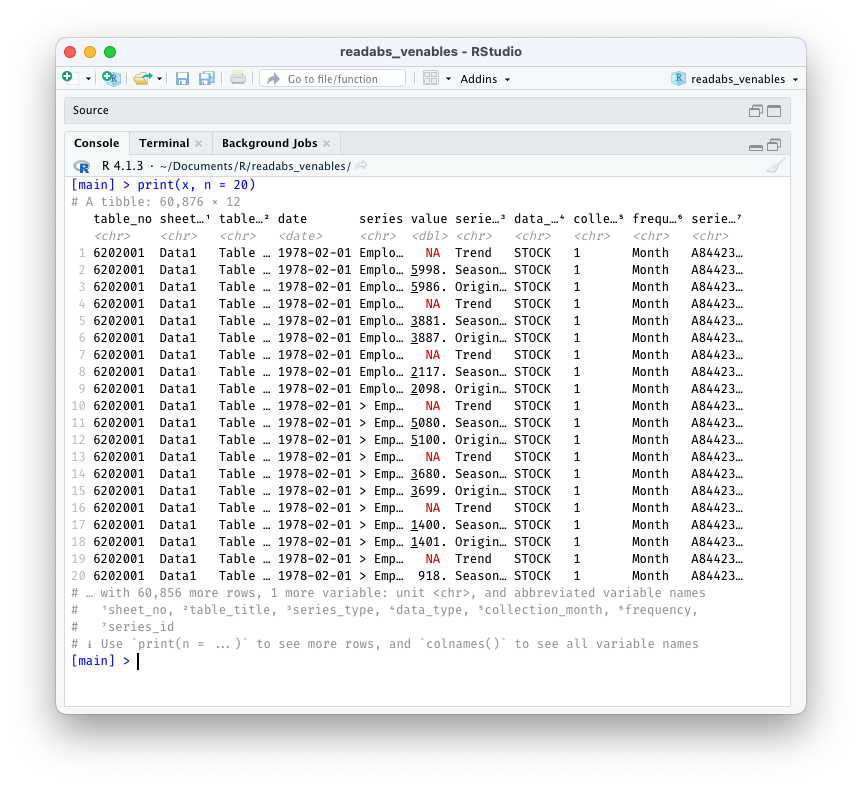 readabs_venables - RStudio
Go to file/function
Addins
readabs_venables
Source
Console Terminal Background Jobs
R 4.1.3 · ~/Documents/R/readabs_venables/
[main] > print(x, n = 20)
# A tibble: 60,876 × 12
table_no sheet…¹ table…² date series value serie…³ data_…⁴ colle…⁵ frequ…⁶ serie…⁷
<chr> <chr> <chr> <date> <chr> <dbl> <chr> <chr> <chr> <chr> <chr>
1 6202001 Data1 Table … 1978-02-01 Emplo… NA Trend STOCK 1 Month A84423…
2 6202001 Data1 Table … 1978-02-01 Emplo… 5998. Season… STOCK 1 Month A84423…
3 6202001 Data1 Table … 1978-02-01 Emplo… 5986. Origin… STOCK 1 Month A84423…
4 6202001 Data1 Table … 1978-02-01 Emplo… NA Trend STOCK 1 Month A84423…
5 6202001 Data1 Table … 1978-02-01 Emplo… 3881. Season… STOCK 1 Month A84423…
6 6202001 Data1 Table … 1978-02-01 Emplo… 3887. Origin… STOCK 1 Month A84423…
7 6202001 Data1 Table … 1978-02-01 Emplo… NA Trend STOCK 1 Month A84423…
8 6202001 Data1 Table … 1978-02-01 Emplo… 2117. Season… STOCK 1 Month A84423…
9 6202001 Data1 Table … 1978-02-01 Emplo… 2098. Origin… STOCK 1 Month A84423…
10 6202001 Data1 Table … 1978-02-01 > Emp… NA Trend STOCK 1 Month A84423…
11 6202001 Data1 Table … 1978-02-01 > Emp… 5080. Season… STOCK 1 Month A84423…
12 6202001 Data1 Table … 1978-02-01 > Emp… 5100. Origin… STOCK 1 Month A84423…
13 6202001 Data1 Table … 1978-02-01 > Emp… NA Trend STOCK 1 Month A84423…
14 6202001 Data1 Table … 1978-02-01 > Emp… 3680. Season… STOCK 1 Month A84423…
15 6202001 Data1 Table … 1978-02-01 > Emp… 3699. Origin… STOCK 1 Month A84423…
16 6202001 Data1 Table … 1978-02-01 > Emp… NA Trend STOCK 1 Month A84423…
17 6202001 Data1 Table … 1978-02-01 > Emp… 1400. Season… STOCK 1 Month A84423…
18 6202001 Data1 Table … 1978-02-01 > Emp… 1401. Origin… STOCK 1 Month A84423…
19 6202001 Data1 Table … 1978-02-01 > Emp… NA Trend STOCK 1 Month A84423…
20 6202001 Data1 Table … 1978-02-01 > Emp… 918. Season… STOCK 1 Month A84423…
# … with 60,856 more rows, 1 more variable: unit <chr>, and abbreviated variable names
# ¹sheet_no, ²table_title, ³series_type, ⁴data_type, ⁵collection_month, ⁶frequency,
# ⁷series_id
# ℹ Use `print(n = ...)` to see more rows, and `colnames()` to see all variable names
[main] >